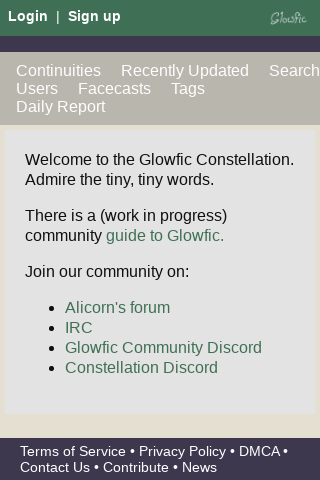 Login | Sign up Glowfic
Continuities Recently Updated Search
Users Facecasts Tags
Daily Report
Welcome to the Glowfic Constellation.
Admire the tiny, tiny words.
There is a (work in progress)
community guide to Glowfic.
Join our community on:
• Alicorn's forum
• IRC
• Glowfic Community Discord
• Constellation Discord
Terms of Service • Privacy Policy • DMCA •
Contact Us • Contribute • News